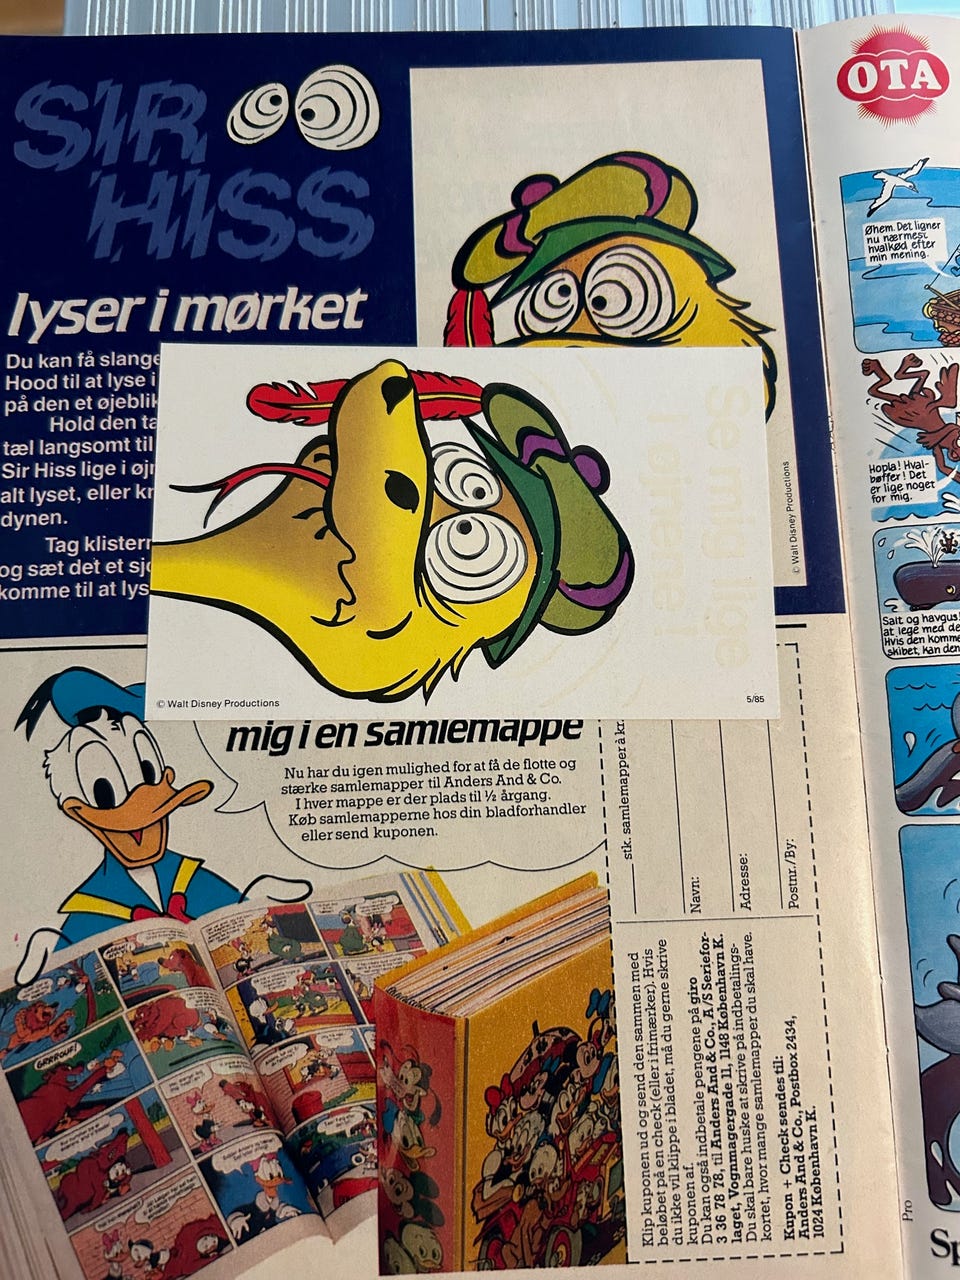 SIR
HISS
lyser i mørket
Du kan få slange
Hood til at lyse i
på den et øjeblik
Hold den ta
tæl langsomt til
Sir Hiss lige i øjn
alt lyset, eller kr
dynen.
Tag klistern
og sæt det et sjo
komme til at lys
© Walt Disney Productions
Se mig lige
i øjnene
© Walt Disney Productions
5/85
mig i en samlemappe
Nu har du igen mulighed for at få de flotte og
stærke samlemapper til Anders And & Co.
I hver mappe er der plads til ½ årgang.
Køb samlemapperne hos din bladforhandler
eller send kuponen.
GRRROUF!
stk. samlemapper à kr.
Navn:
Adresse:
Postnr./By:
Klip kuponen ud og send den sammen med
beløbet på en check (eller i frimærker). Hvis
du ikke vil klippe i bladet, må du gerne skrive
kuponen af.
Du kan også indbetale pengene på giro
3 36 78 78, til Anders And & Co., A/S Seriefor-
laget, Vognmagergade 11, 1148 København K.
Du skal bare huske at skrive på indbetalings-
kortet, hvor mange samlemapper du skal have.
Kupon + Check sendes til:
Anders And & Co., Postbox 2434,
1024 København K.
OTA
Øhem. Det ligner
nu nærmest
hvalkød efter
min mening.
Hopla! Hval-
bøffer! Det
er lige noget
for mig.
Salt og havgus!
at lege med de
Hvis den komme
skibet, kan den
Pro
Sp